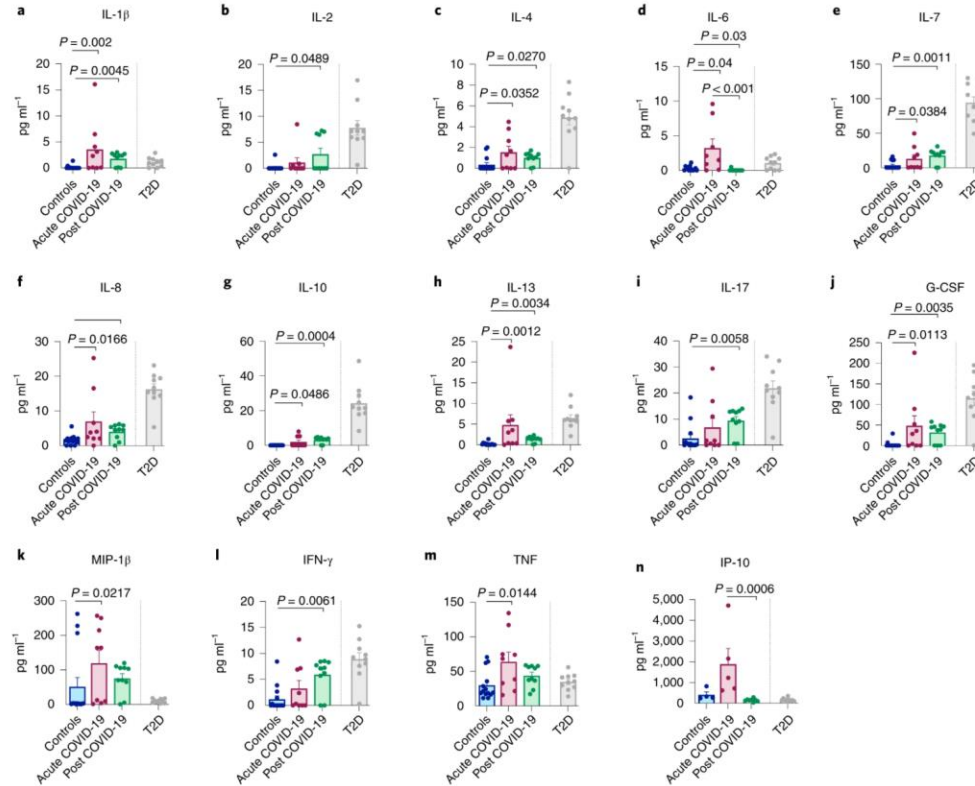 a IL-1β
P = 0.002
P = 0.0045
20
15
10
5
0
pg ml⁻¹
Controls
Acute COVID-19
Post COVID-19
T2D
b IL-2
P = 0.0489
20
15
10
5
0
pg ml⁻¹
Controls
Acute COVID-19
Post COVID-19
T2D
c IL-4
P = 0.0270
P = 0.0352
10
8
6
4
2
0
pg ml⁻¹
Controls
Acute COVID-19
Post COVID-19
T2D
d IL-6
P = 0.03
P = 0.04
P < 0.001
15
10
5
0
pg ml⁻¹
Controls
Acute COVID-19
Post COVID-19
T2D
e IL-7
P = 0.0011
P = 0.0384
150
100
50
0
pg ml⁻¹
Controls
Acute COVID-19
Post COVID-19
T2D
f IL-8
P = 0.0166
30
20
10
0
pg ml⁻¹
Controls
Acute COVID-19
Post COVID-19
T2D
g IL-10
P = 0.0004
P = 0.0486
60
40
20
0
pg ml⁻¹
Controls
Acute COVID-19
Post COVID-19
T2D
h IL-13
P = 0.0034
P = 0.0012
25
20
15
10
5
0
pg ml⁻¹
Controls
Acute COVID-19
Post COVID-19
T2D
i IL-17
P = 0.0058
40
30
20
10
0
pg ml⁻¹
Controls
Acute COVID-19
Post COVID-19
T2D
j G-CSF
P = 0.0035
P = 0.0113
250
200
150
100
50
0
pg ml⁻¹
Controls
Acute COVID-19
Post COVID-19
T2D
k MIP-1β
P = 0.0217
300
200
100
0
pg ml⁻¹
Controls
Acute COVID-19
Post COVID-19
T2D
l IFN-γ
P = 0.0061
20
15
10
5
0
pg ml⁻¹
Controls
Acute COVID-19
Post COVID-19
T2D
m TNF
P = 0.0144
150
100
50
0
pg ml⁻¹
Controls
Acute COVID-19
Post COVID-19
T2D
n IP-10
P = 0.0006
5,000
4,000
3,000
2,000
1,000
0
pg ml⁻¹
Controls
Acute COVID-19
Post COVID-19
T2D